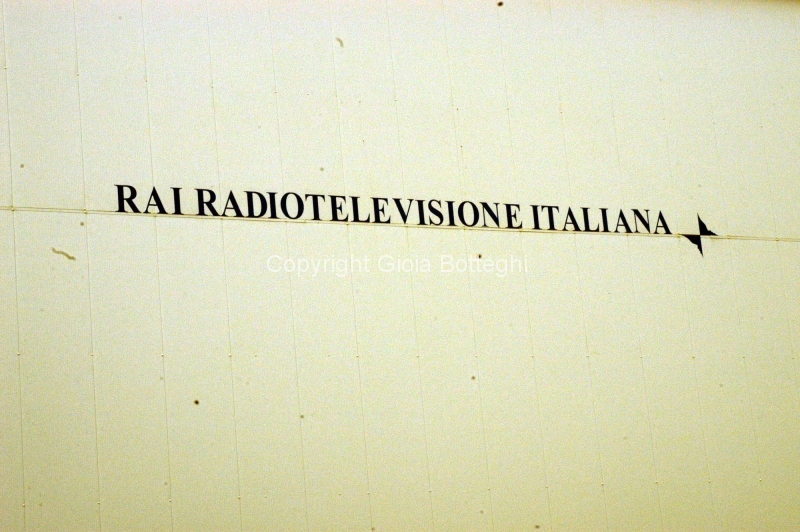 RAI RADIOTELEVISIONE ITALIANA
Copyright Gioia Botteghi